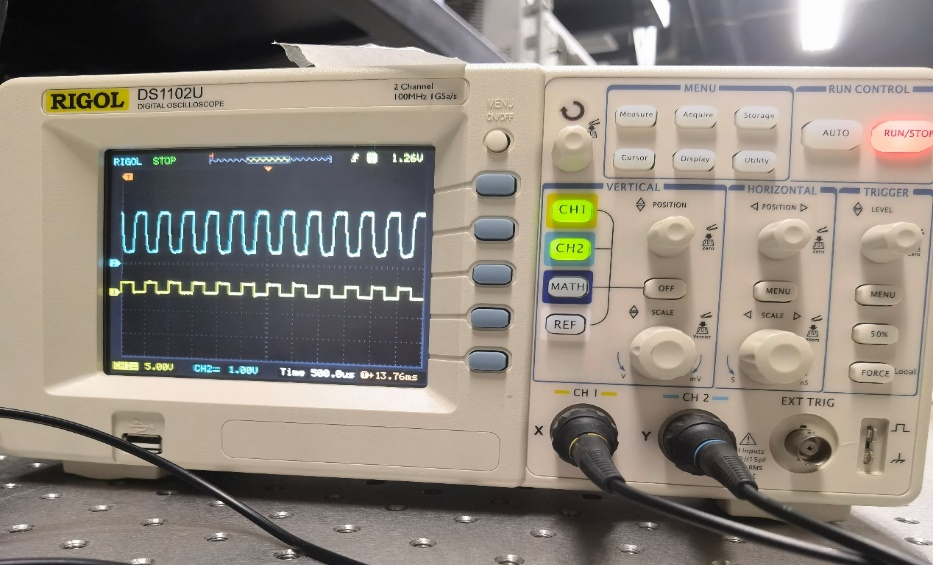 RIGOL
DS1102U
DIGITAL OSCILLOSCOPE
2 Channel
100MHz 1GSa/s
MENU
ON/OFF
RIGOL STOP 1.26V
CH1 5.00V CH2 1.00V Time 500.0us 13.76ms
MENU
Measure Acquire Storage
Cursor Display Utility
RUN CONTROL
AUTO RUN/STOP
VERTICAL
CH1
CH2
MATH
REF
POSITION
OFF
SCALE
V mV
HORIZONTAL
POSITION
MENU
SCALE
S nS
TRIGGER
LEVEL
MENU
50%
FORCE Local
CH 1
X
CH 2
Y
EXT TRIG